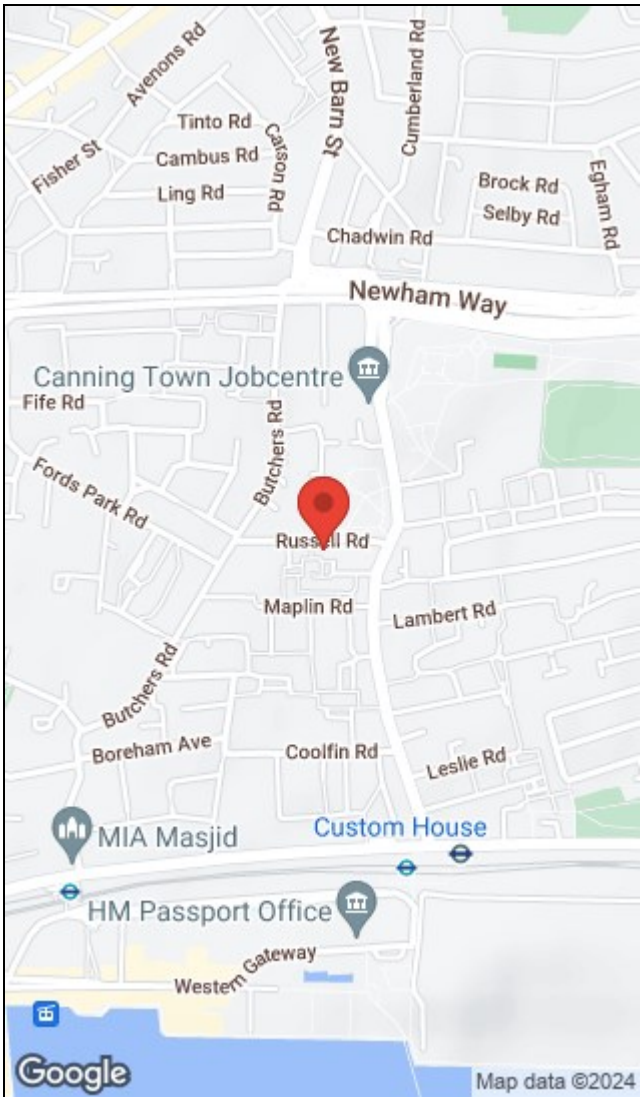 Avenons Rd
New Barn St
Cumberland Rd
Tinto Rd
Carson Rd
Fisher St
Cambus Rd
Ling Rd
Brock Rd
Egham Rd
Selby Rd
Chadwin Rd
Newham Way
Canning Town Jobcentre
Fife Rd
Butchers Rd
Fords Park Rd
Russell Rd
Maplin Rd
Lambert Rd
Butchers Rd
Boreham Ave
Coolfin Rd
Leslie Rd
Custom House
MIA Masjid
HM Passport Office
Western Gateway
Google
Map data ©2024